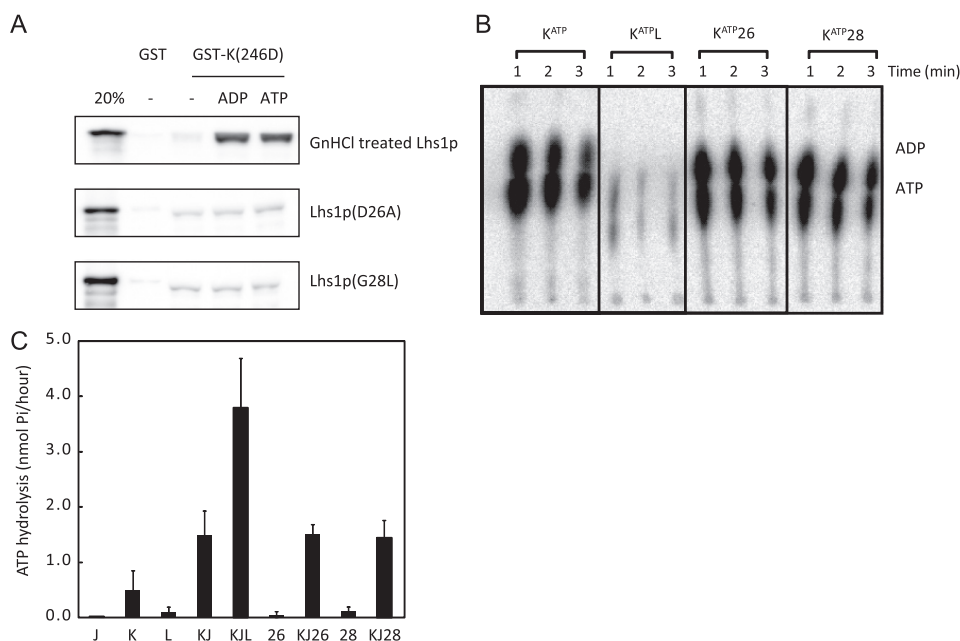 A
GST GST-K(246D)
20% - - ADP ATP
GnHCl treated Lhs1p
Lhs1p(D26A)
Lhs1p(G28L)
B
K^ATP K^ATP L K^ATP 26 K^ATP 28
1 2 3 1 2 3 1 2 3 1 2 3 Time (min)
ADP
ATP
C
ATP hydrolysis (nmol Pi/hour)
5.0
4.0
3.0
2.0
1.0
0.0
J K L KJ KJL 26 KJ26 28 KJ28